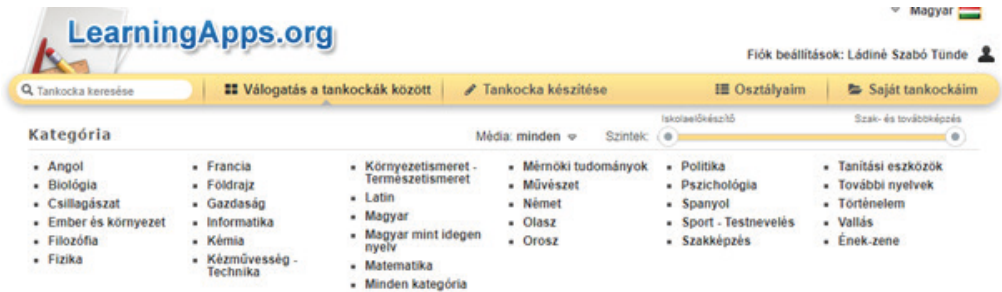 LearningApps.org
Magyar
Fiók beállítások: Ládiné Szabó Tünde
Tankocka keresése
Válogatás a tankockák között
Tankocka készítése
Osztályaim
Saját tankockáim
Kategória
Média: minden
Szintek:
Iskolaelőkészítő
Szak- és továbbképzés
Angol
Biológia
Csillagászat
Ember és környezet
Filozófia
Fizika
Francia
Földrajz
Gazdaság
Informatika
Kémia
Kézművesség -
Technika
Környezetismeret -
Természetismeret
Latin
Magyar
Magyar mint idegen
nyelv
Matematika
Minden kategória
Mérnöki tudományok
Művészet
Német
Olasz
Orosz
Politika
Pszichológia
Spanyol
Sport - Testnevelés
Szakképzés
Tanítási eszközök
További nyelvek
Történelem
Vallás
Ének-zene